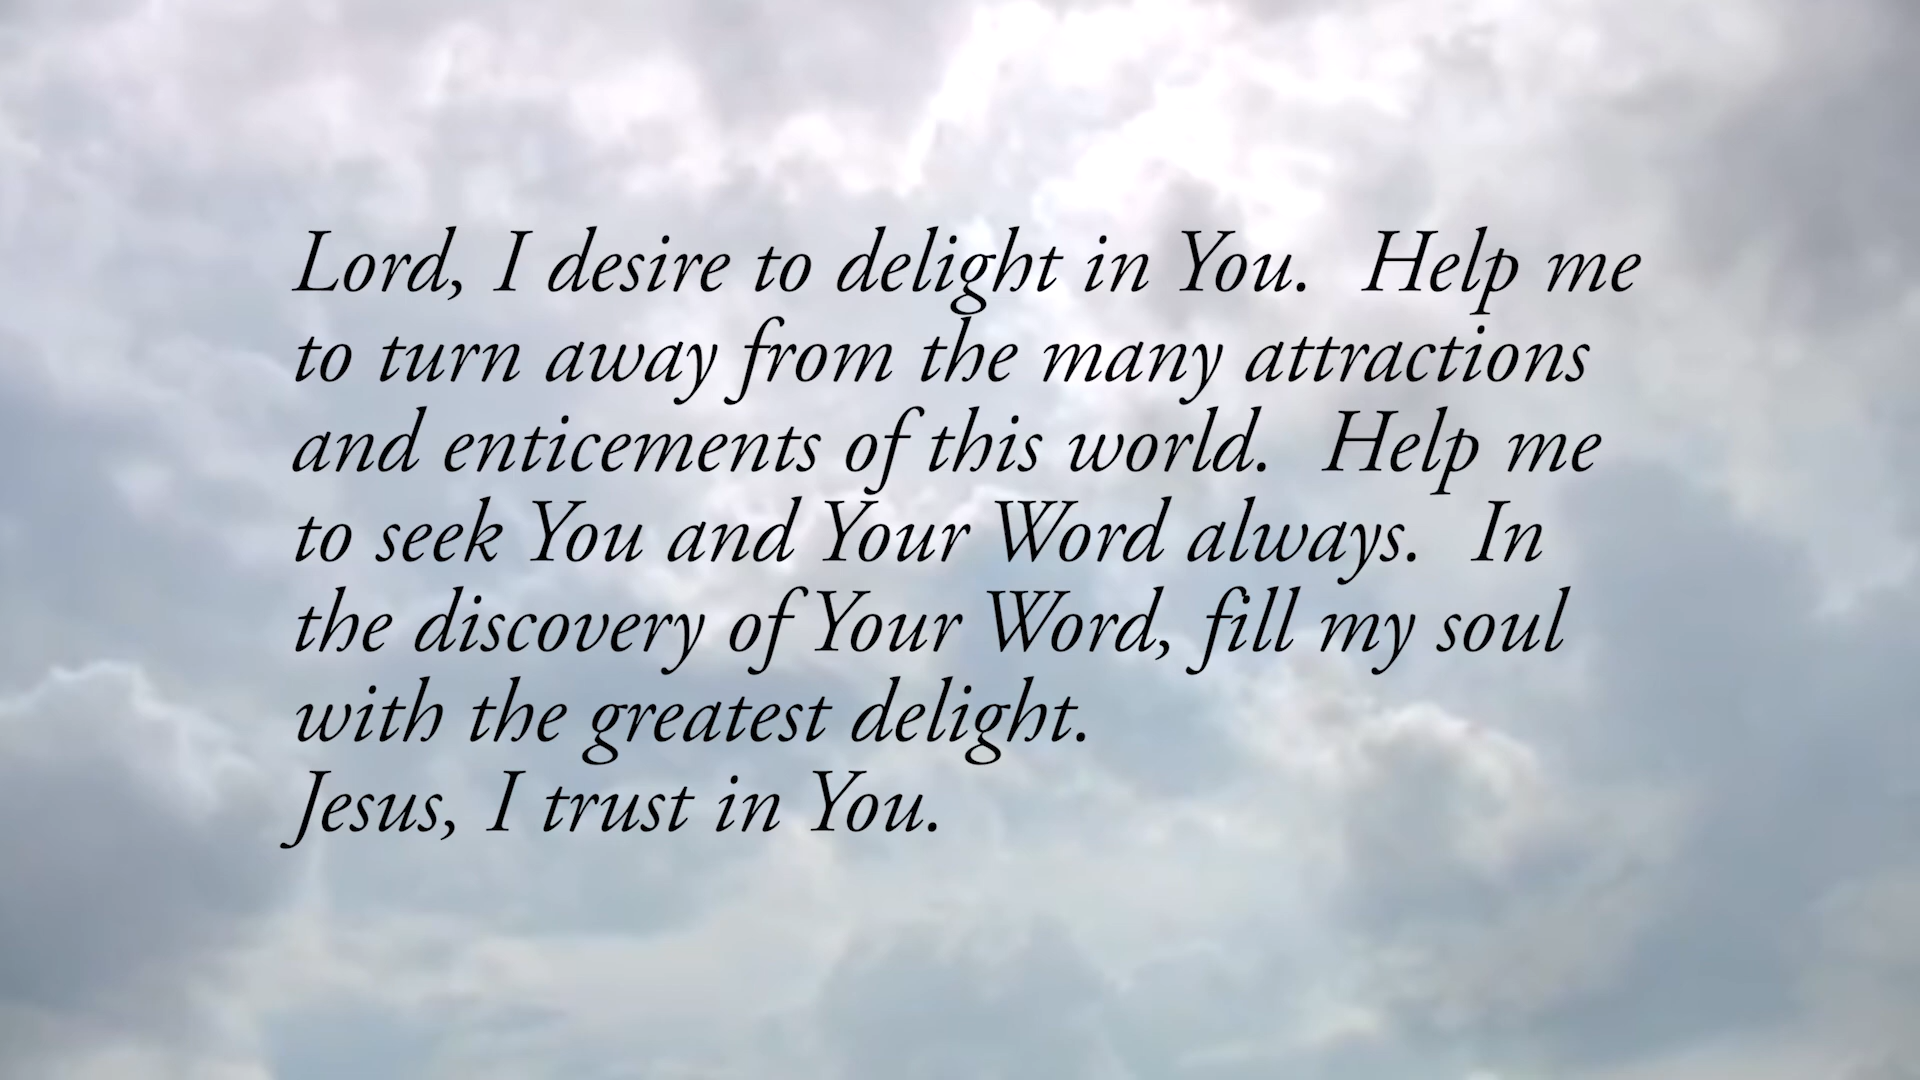 Lord, I desire to delight in You.  Help me
to turn away from the many attractions
and enticements of this world.  Help me
to seek You and Your Word always.  In
the discovery of Your Word, fill my soul
with the greatest delight.
Jesus, I trust in You.